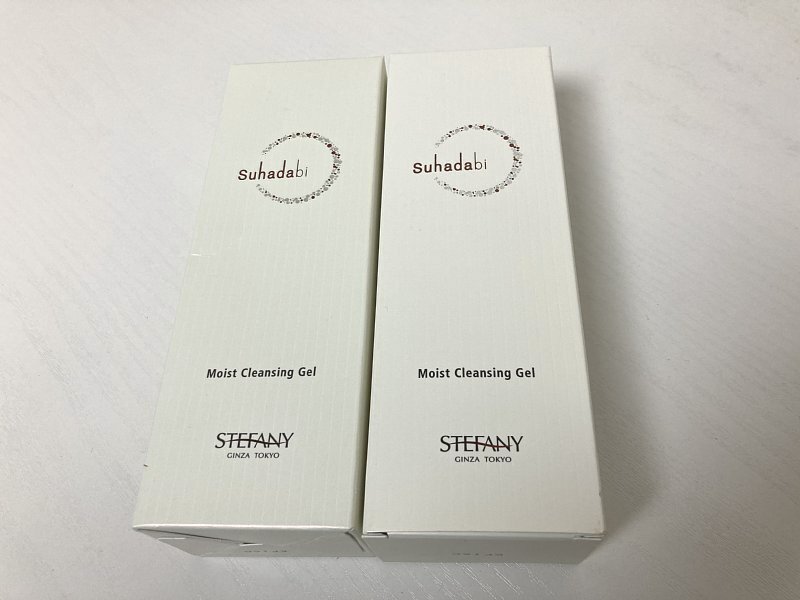 Suhadabi
Moist Cleansing Gel
STEFANY
GINZA TOKYO
Suhadabi
Moist Cleansing Gel
STEFANY
GINZA TOKYO